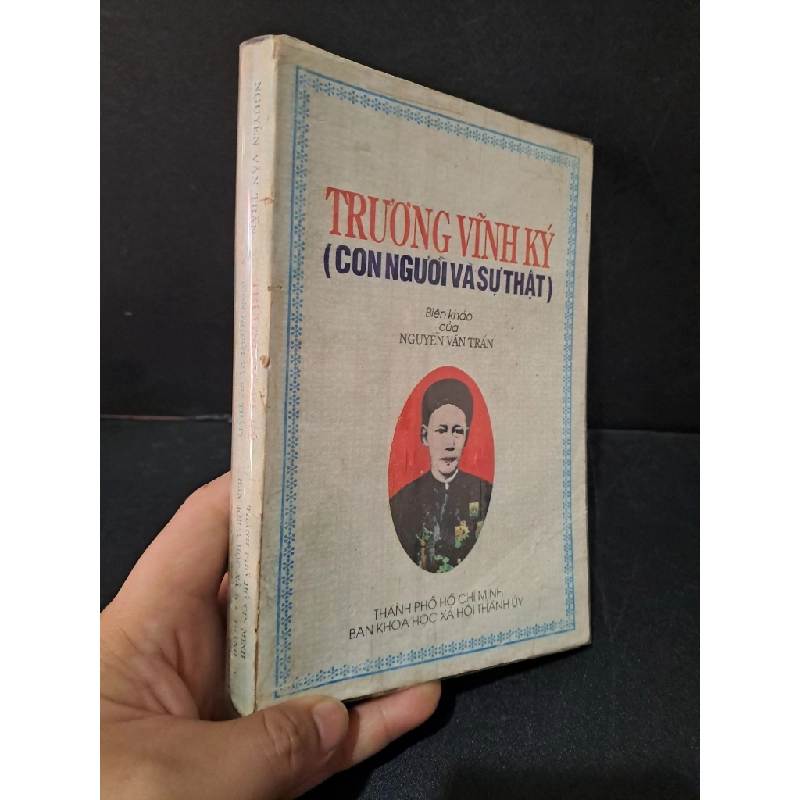 TRƯƠNG VĨNH KÝ
(CON NGƯỜI VÀ SỰ THẬT)
Biên khảo
của
NGUYỄN VĂN TRẤN
THÀNH PHỐ HỒ CHÍ MINH
BAN KHOA HỌC XÃ HỘI THÀNH ỦY
NGUYỄN VĂN TRẤN